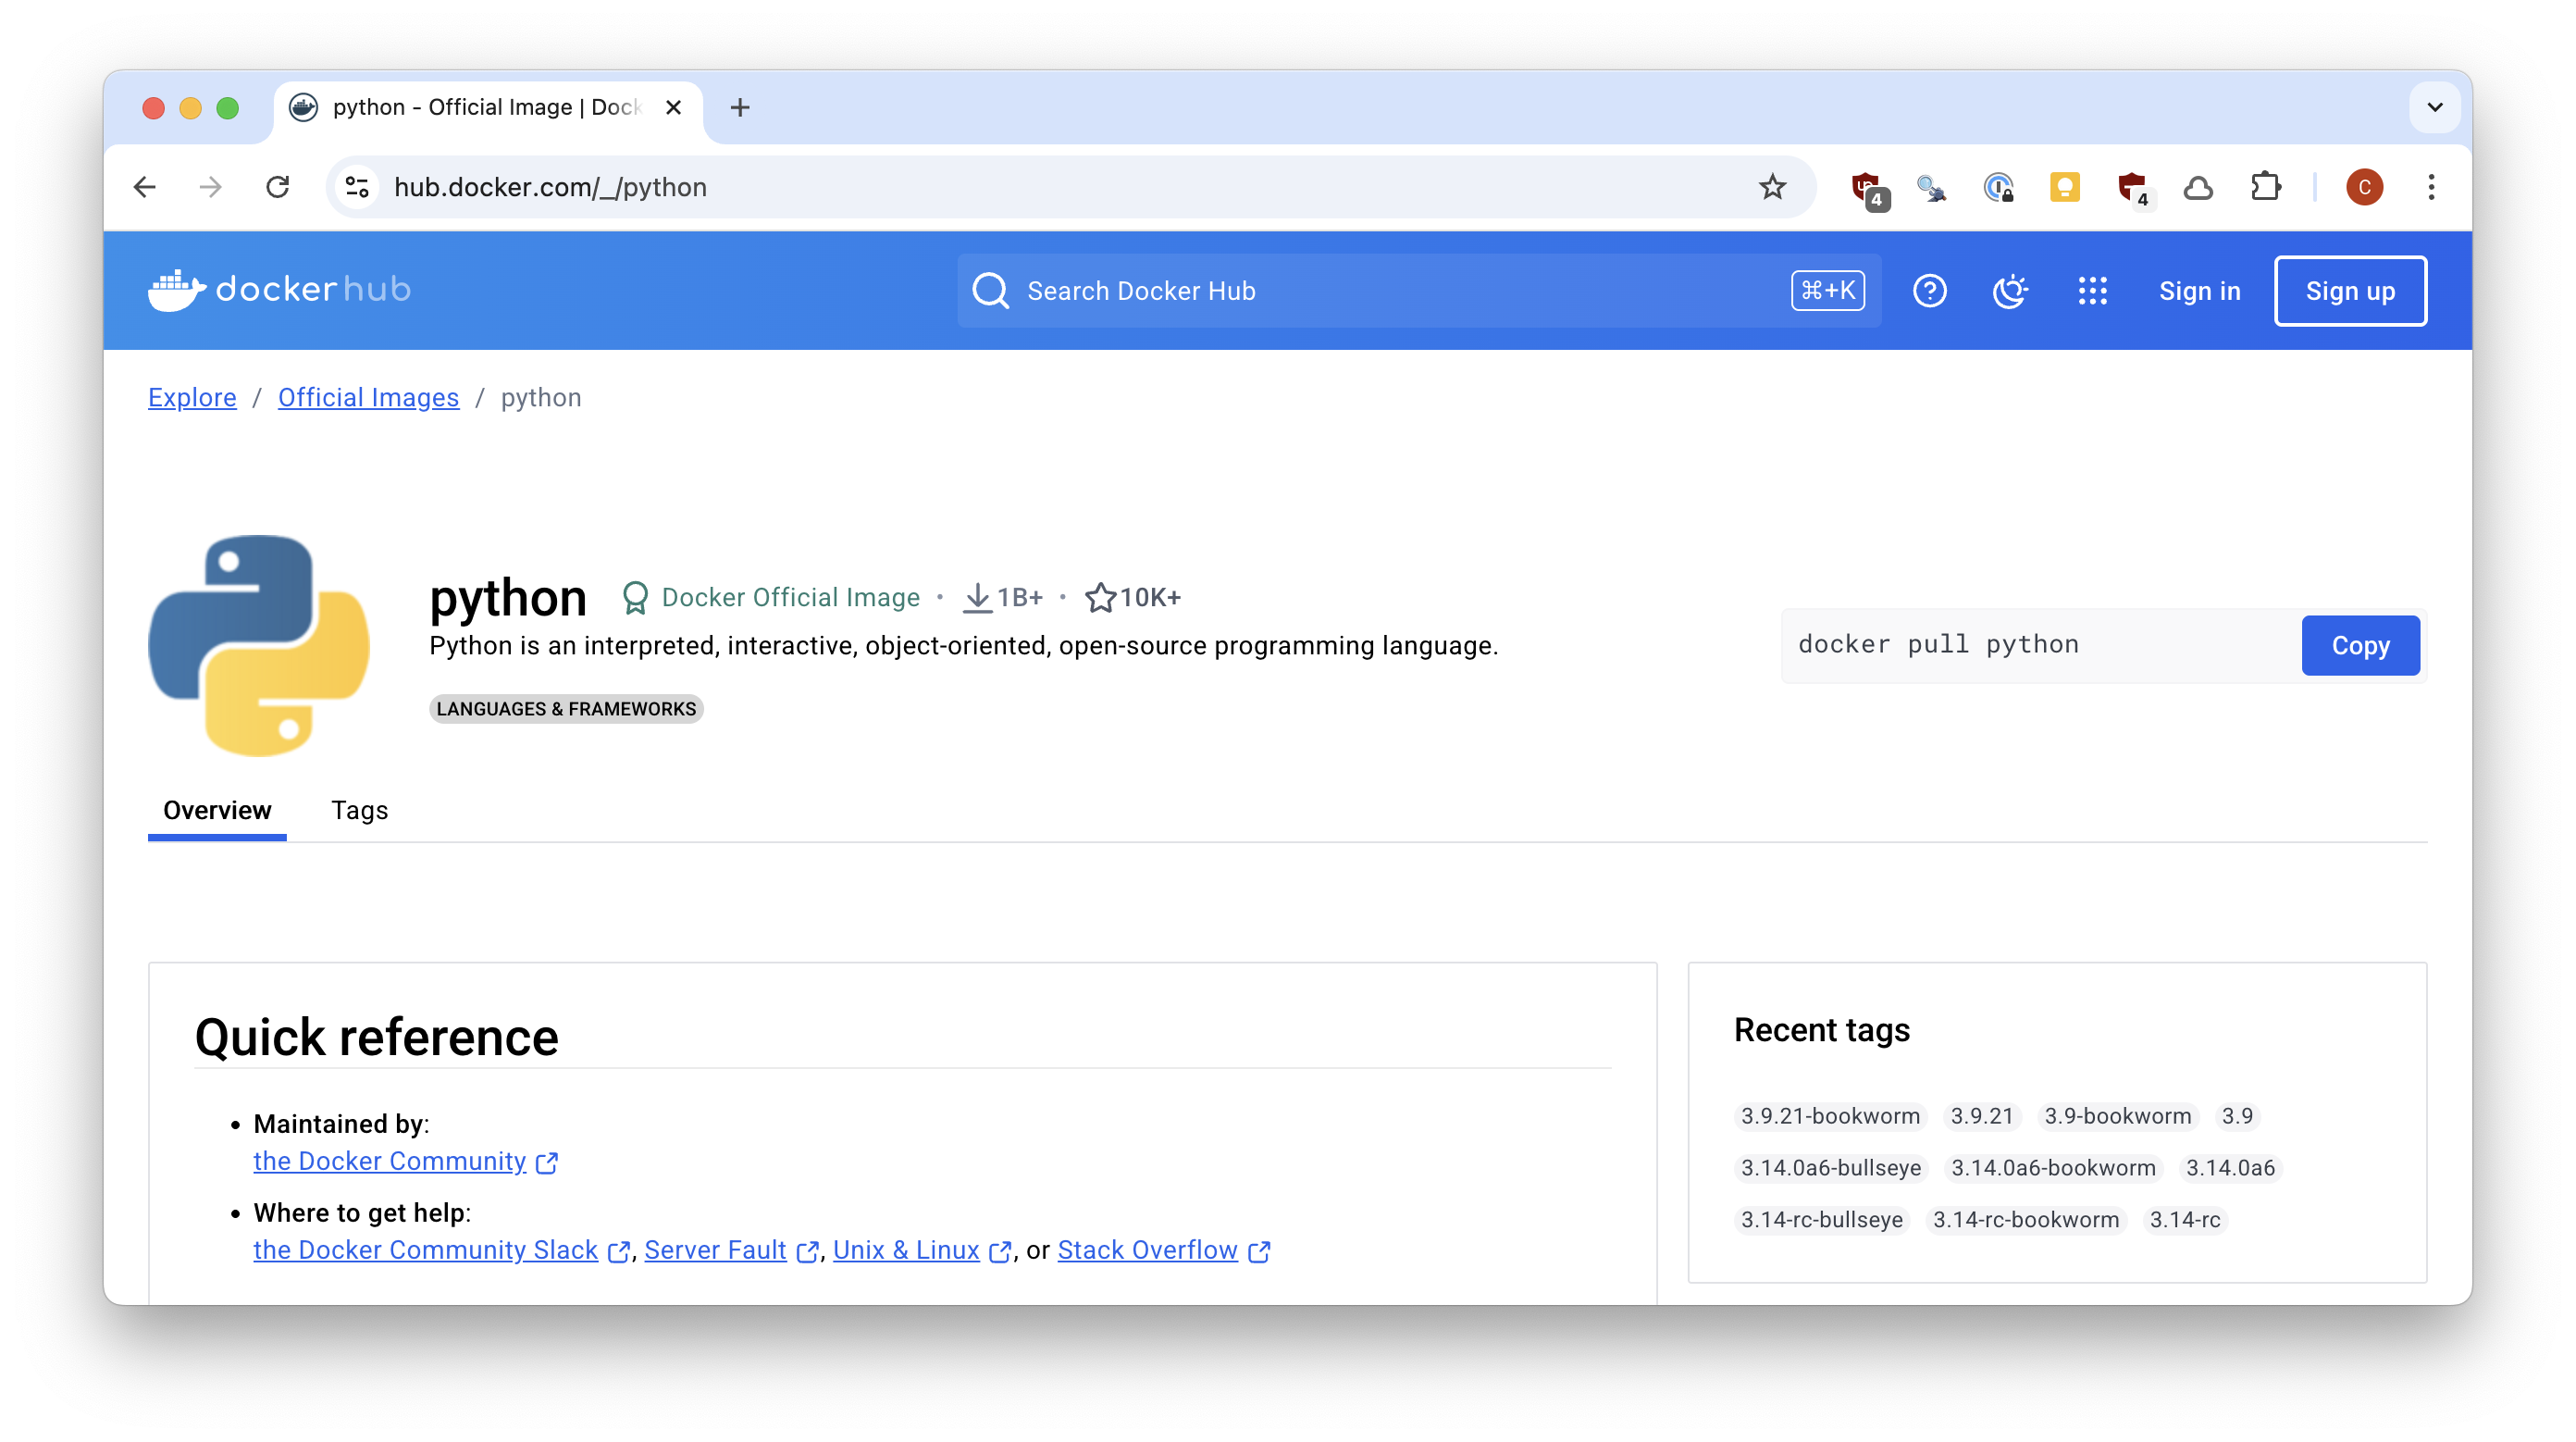 python - Official Image | Dock
hub.docker.com/_/python
4
4
C
docker hub
Search Docker Hub
⌘+K
Sign in
Sign up
Explore / Official Images / python
python
Docker Official Image • 1B+ • 10K+
Python is an interpreted, interactive, object-oriented, open-source programming language.
LANGUAGES & FRAMEWORKS
docker pull python
Copy
Overview
Tags
Quick reference
• Maintained by:
the Docker Community
• Where to get help:
the Docker Community Slack, Server Fault, Unix & Linux, or Stack Overflow
Recent tags
3.9.21-bookworm 3.9.21 3.9-bookworm 3.9
3.14.0a6-bullseye 3.14.0a6-bookworm 3.14.0a6
3.14-rc-bullseye 3.14-rc-bookworm 3.14-rc